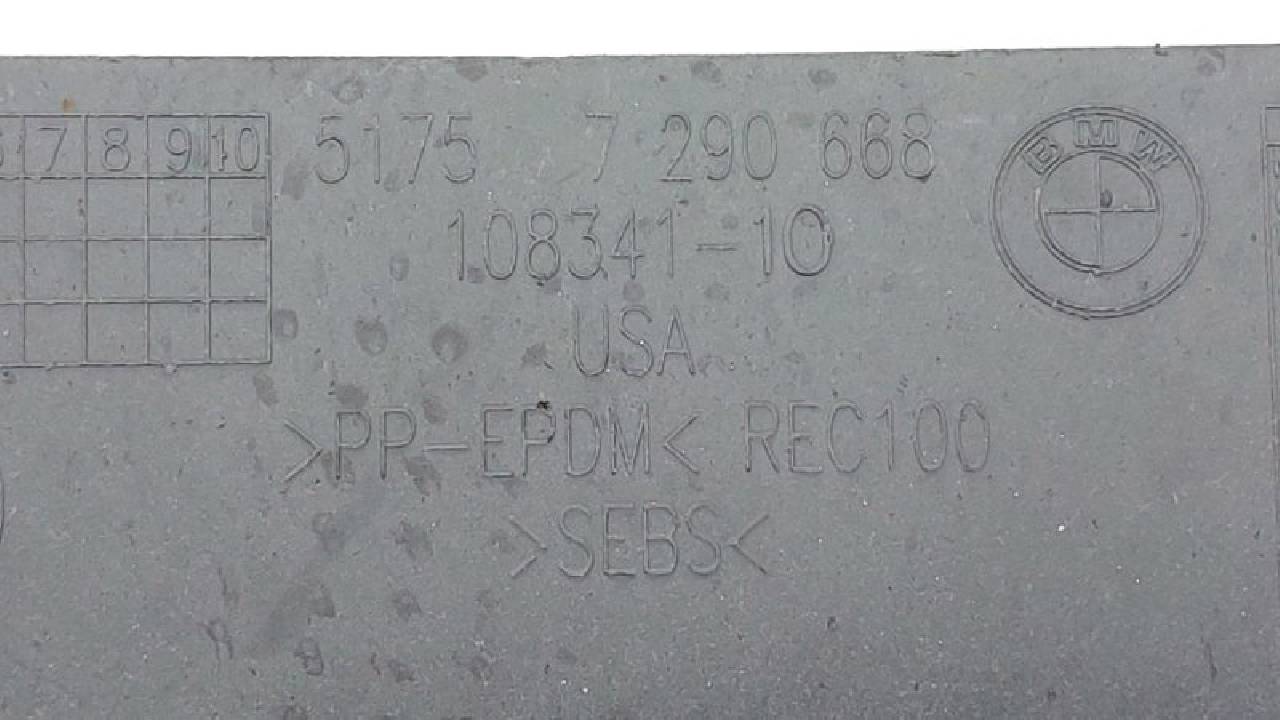 7 8 9 10
5175 7 290 668
BMW
108341-10
USA
>PP-EPDM< REC100
>SEBS<